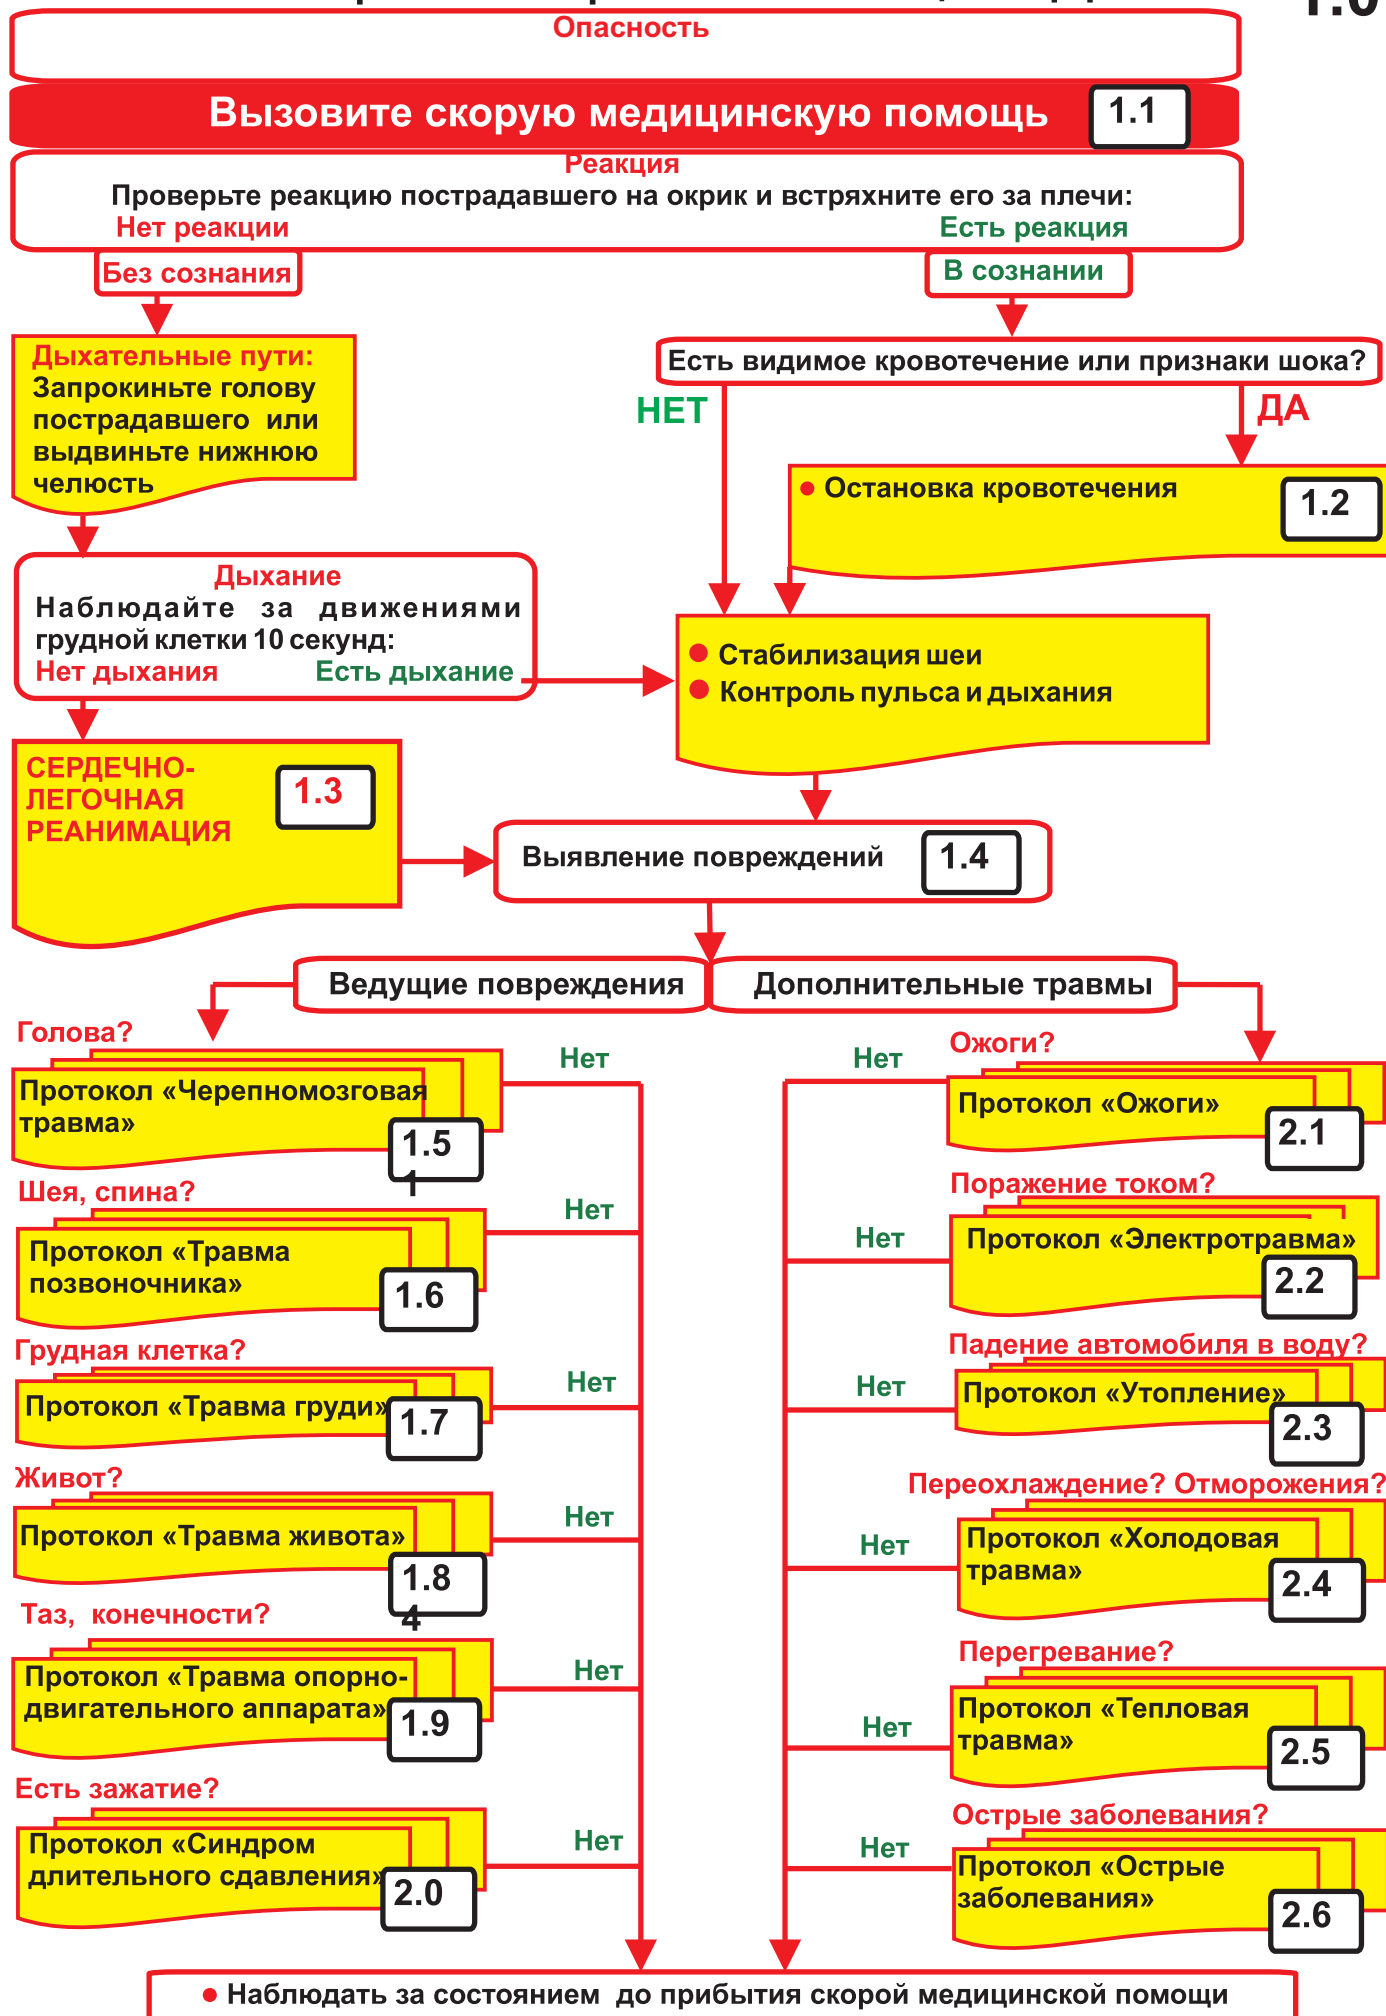 1.0
Опасность
Вызовите скорую медицинскую помощь 1.1
Реакция
Проверьте реакцию пострадавшего на окрик и встряхните его за плечи:
Нет реакции Есть реакция
Без сознания В сознании
Дыхательные пути:
Запрокиньте голову
пострадавшего или
выдвиньте нижнюю
челюсть
Есть видимое кровотечение или признаки шока?
НЕТ ДА
Остановка кровотечения 1.2
Дыхание
Наблюдайте за движениями
грудной клетки 10 секунд:
Нет дыхания Есть дыхание
Стабилизация шеи
Контроль пульса и дыхания
СЕРДЕЧНО-
ЛЕГОЧНАЯ
РЕАНИМАЦИЯ
1.3
Выявление повреждений 1.4
Ведущие повреждения Дополнительные травмы
Голова?
Нет
Протокол «Черепномозговая
травма»
1.5
1
Шея, спина?
Нет
Протокол «Травма
позвоночника»
1.6
Грудная клетка?
Нет
Протокол «Травма груди»
1.7
Живот?
Нет
Протокол «Травма живота»
1.8
4
Таз, конечности?
Нет
Протокол «Травма опорно-
двигательного аппарата»
1.9
Есть зажатие?
Нет
Протокол «Синдром
длительного сдавления»
2.0
Ожоги?
Нет
Протокол «Ожоги»
2.1
Поражение током?
Нет
Протокол «Электротравма»
2.2
Падение автомобиля в воду?
Нет
Протокол «Утопление»
2.3
Переохлаждение? Отморожения?
Нет
Протокол «Холодовая
травма»
2.4
Перегревание?
Нет
Протокол «Тепловая
травма»
2.5
Острые заболевания?
Нет
Протокол «Острые
заболевания»
2.6
Наблюдать за состоянием до прибытия скорой медицинской помощи